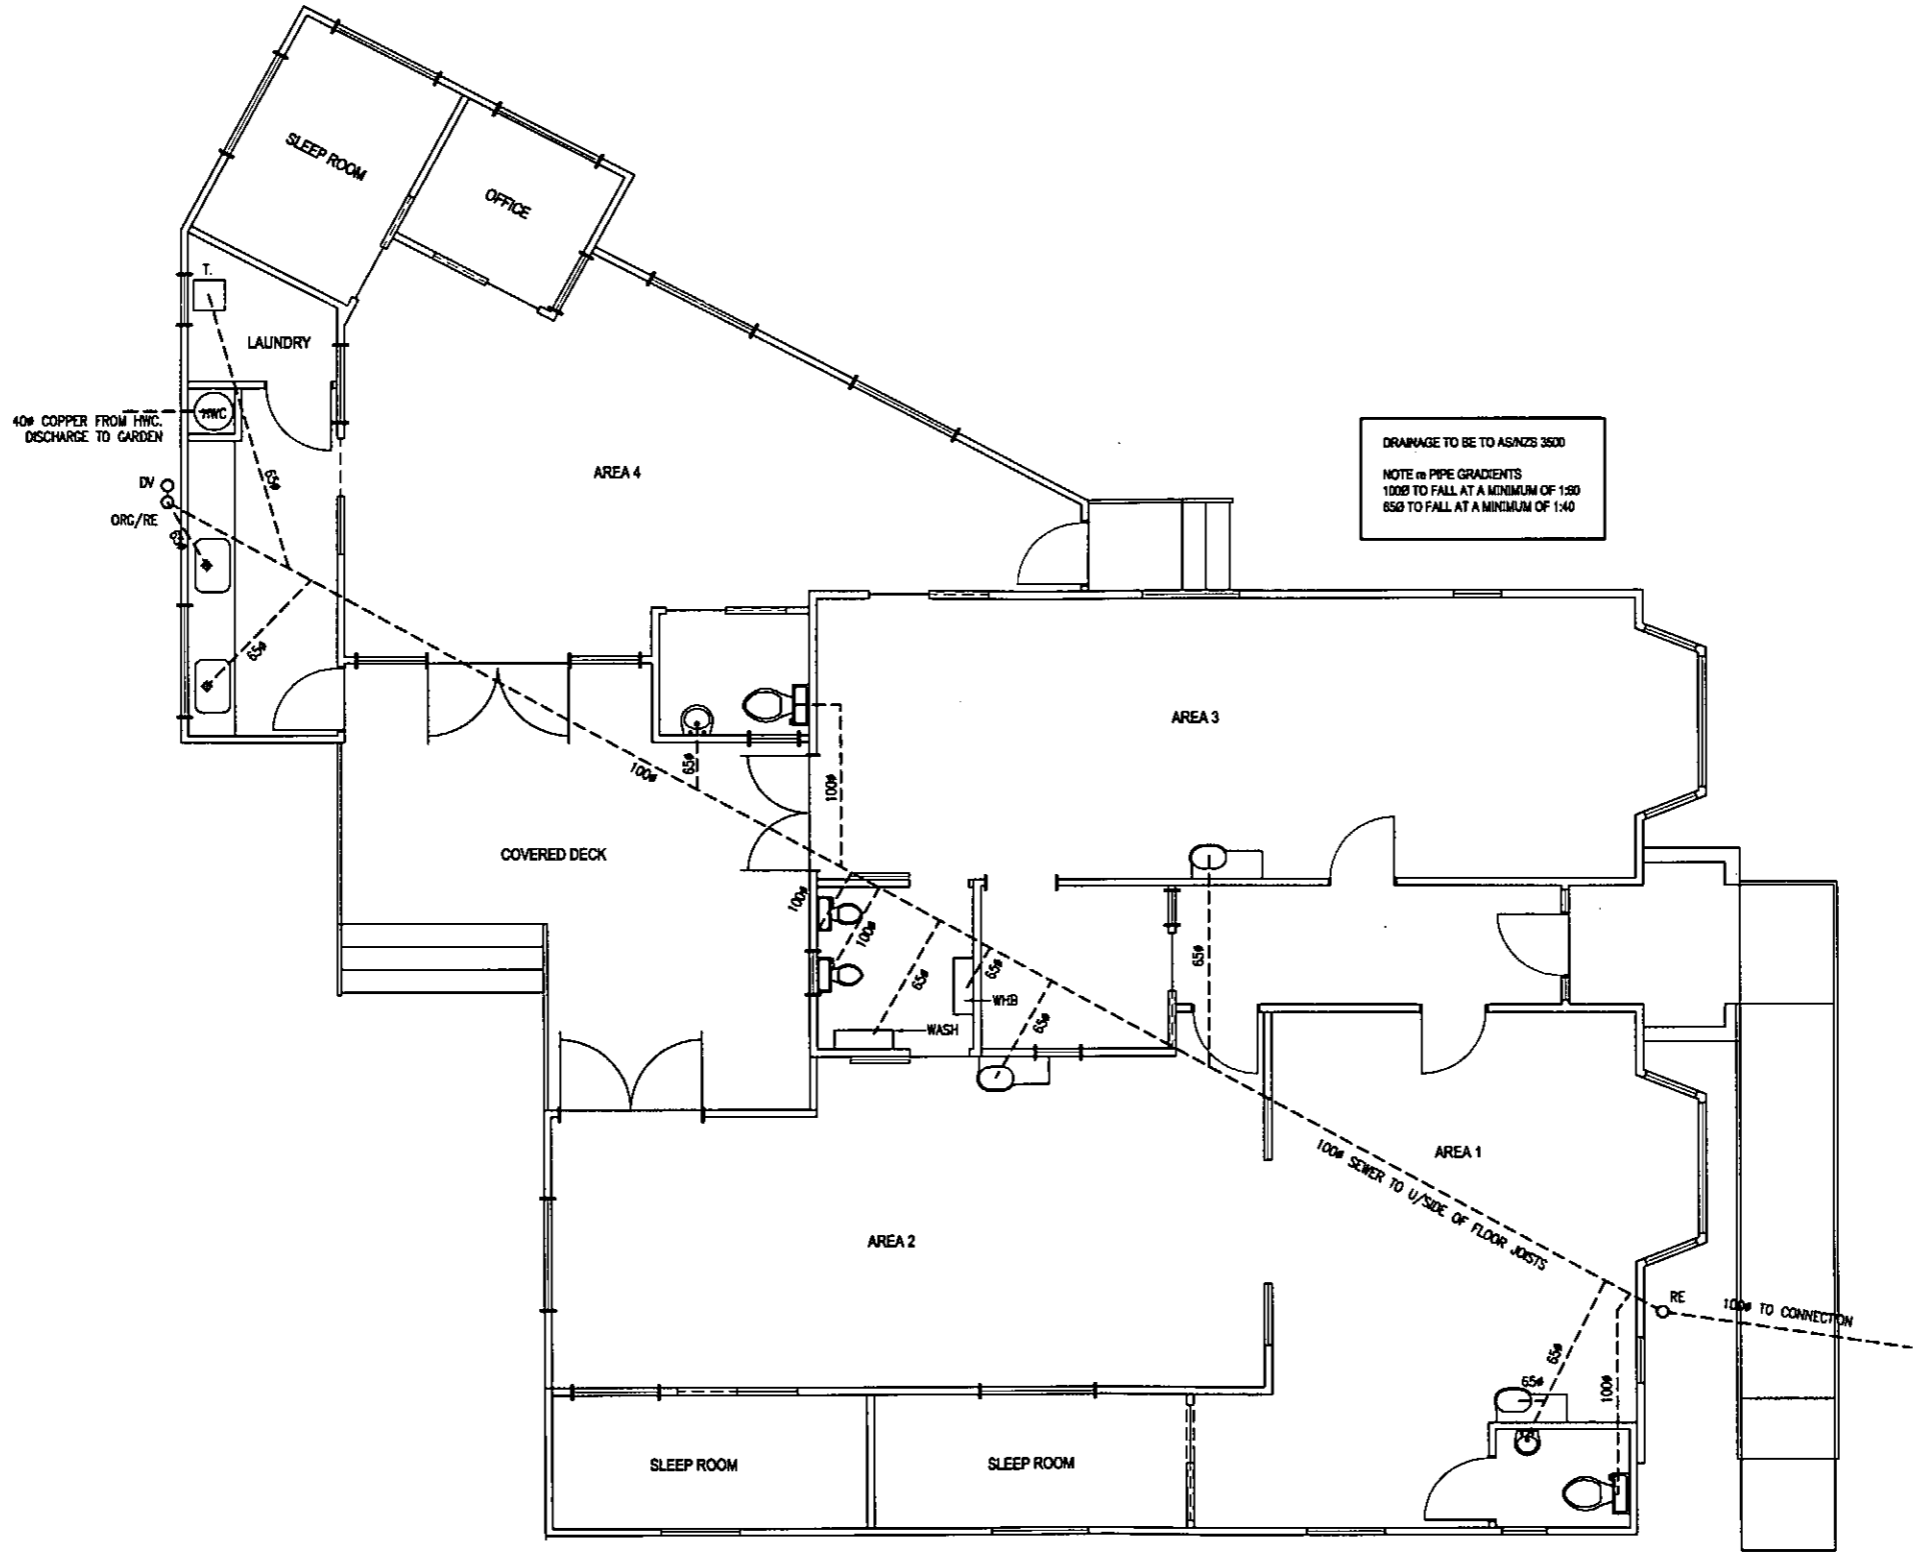 SLEEP ROOM
OFFICE
T.
LAUNDRY
HWC
40ø COPPER FROM HWC.
DISCHARGE TO GARDEN
65ø
DV
ORG/RE
65ø
65ø
AREA 4
DRAINAGE TO BE TO AS/NZS 3500
NOTE re PIPE GRADIENTS
100Ø TO FALL AT A MINIMUM OF 1:60
65Ø TO FALL AT A MINIMUM OF 1:40
AREA 3
100ø
65ø
100ø
COVERED DECK
100ø
100ø
65ø
65ø
WHB
WASH
65ø
65ø
AREA 1
100ø SEWER TO U/SIDE OF FLOOR JOISTS
AREA 2
RE
100ø TO CONNECTION
65ø
65ø
100ø
SLEEP ROOM
SLEEP ROOM